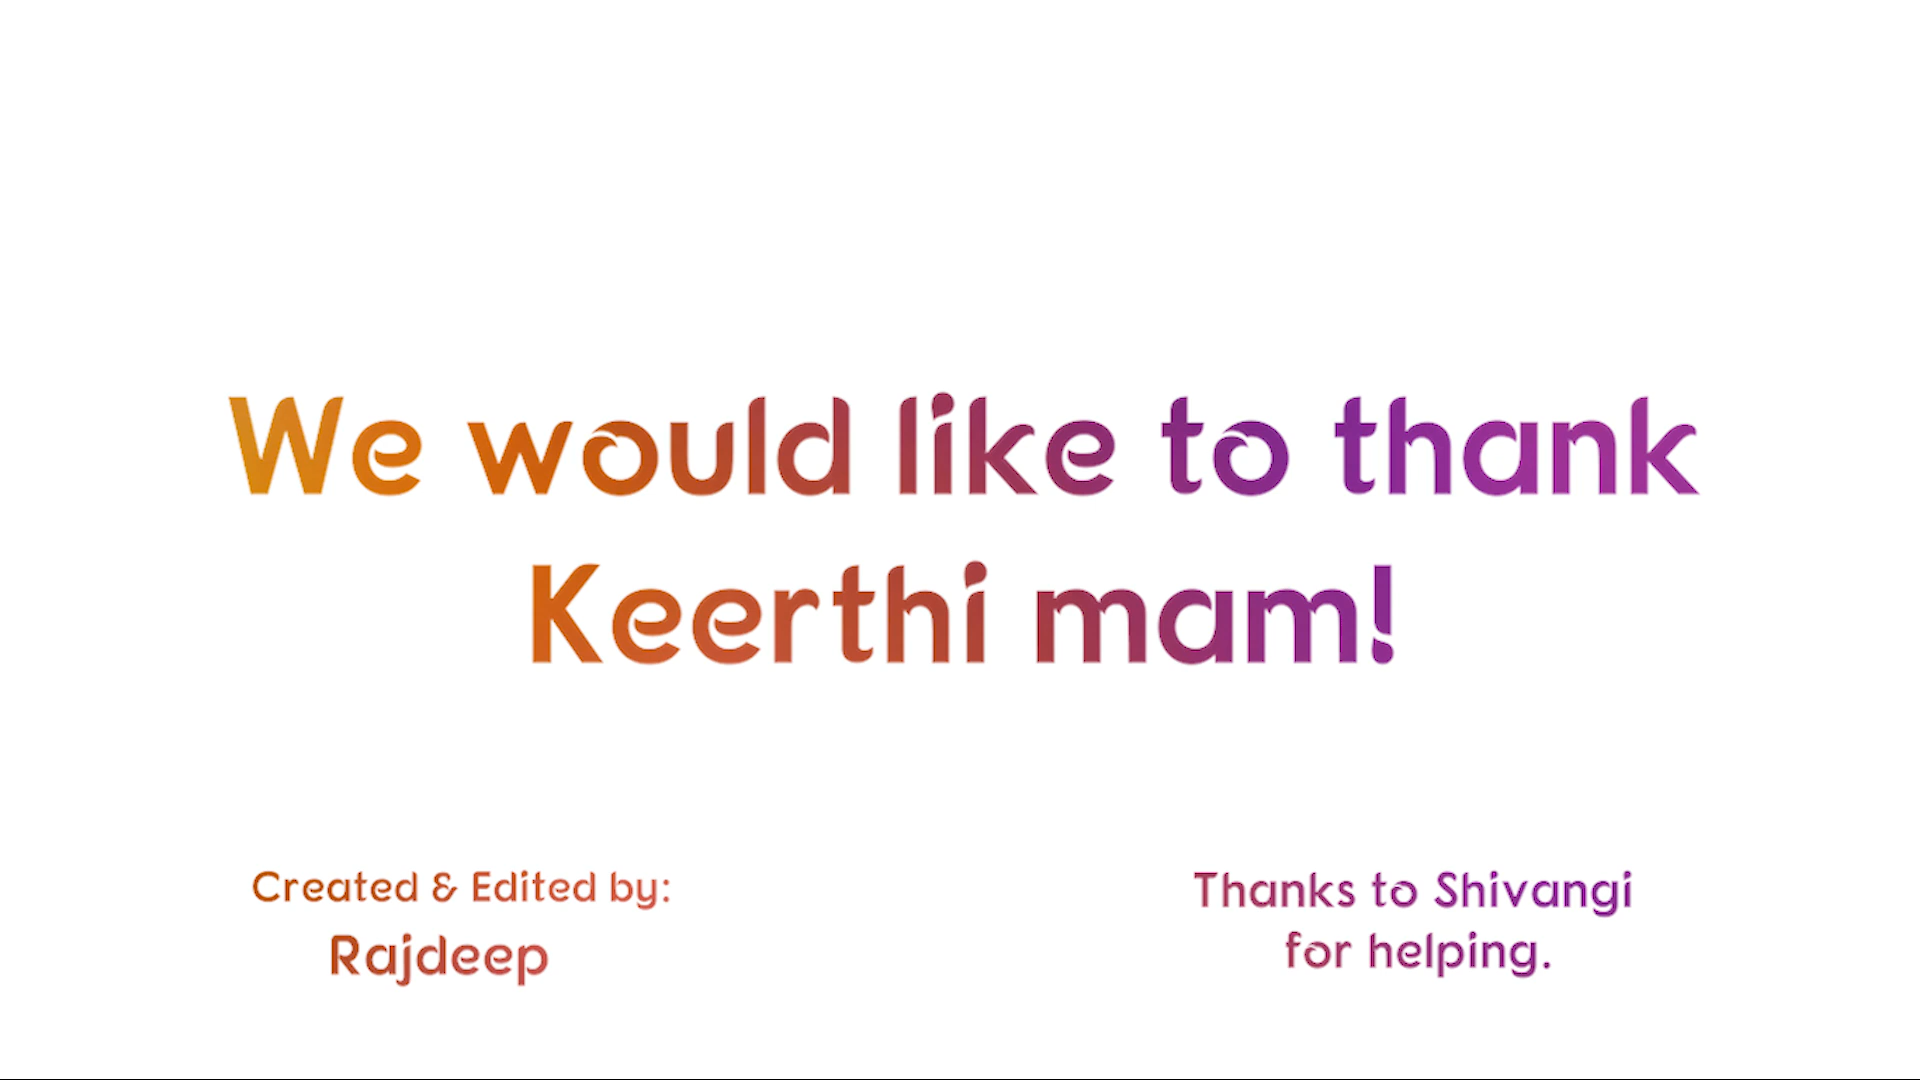 We would like to thank
Keerthi mam!
Created & Edited by:
Rajdeep
Thanks to Shivangi
for helping.